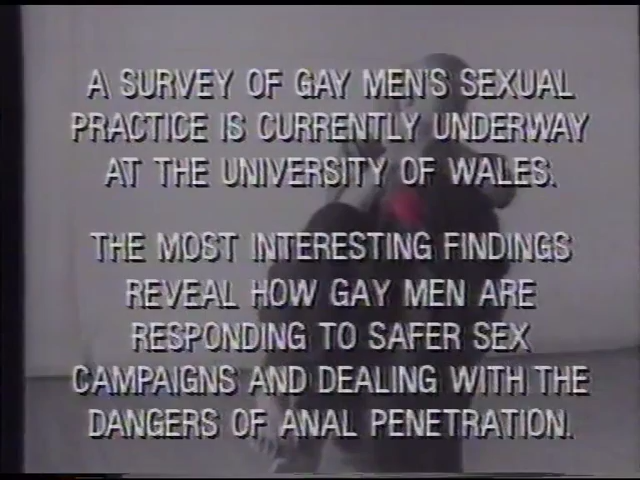 A SURVEY OF GAY MEN'S SEXUAL
PRACTICE IS CURRENTLY UNDERWAY
AT THE UNIVERSITY OF WALES.
THE MOST INTERESTING FINDINGS
REVEAL HOW GAY MEN ARE
RESPONDING TO SAFER SEX
CAMPAIGNS AND DEALING WITH THE
DANGERS OF ANAL PENETRATION.